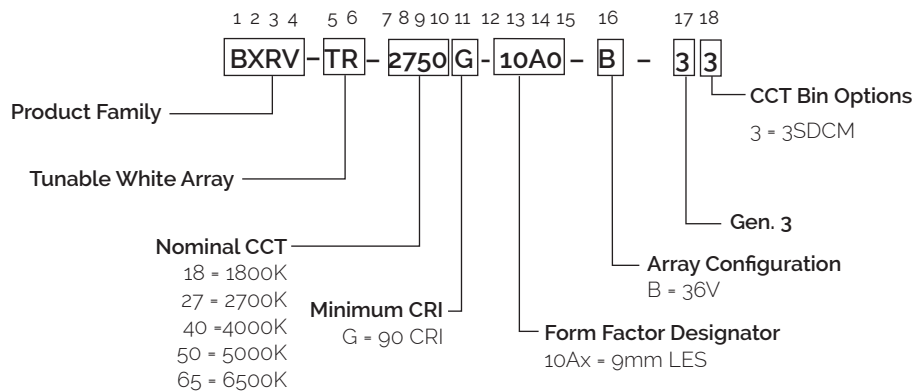 1 2 3 4 5 6 7 8 9 10 11 12 13 14 15 16 17 18
BXRV – TR – 2750 G - 10A0 – B – 3 3
CCT Bin Options
3 = 3SDCM
Product Family
Tunable White Array
Gen. 3
Nominal CCT
18 = 1800K
27 = 2700K
40 =4000K
50 = 5000K
65 = 6500K
Array Configuration
B = 36V
Minimum CRI
G = 90 CRI
Form Factor Designator
10Ax = 9mm LES